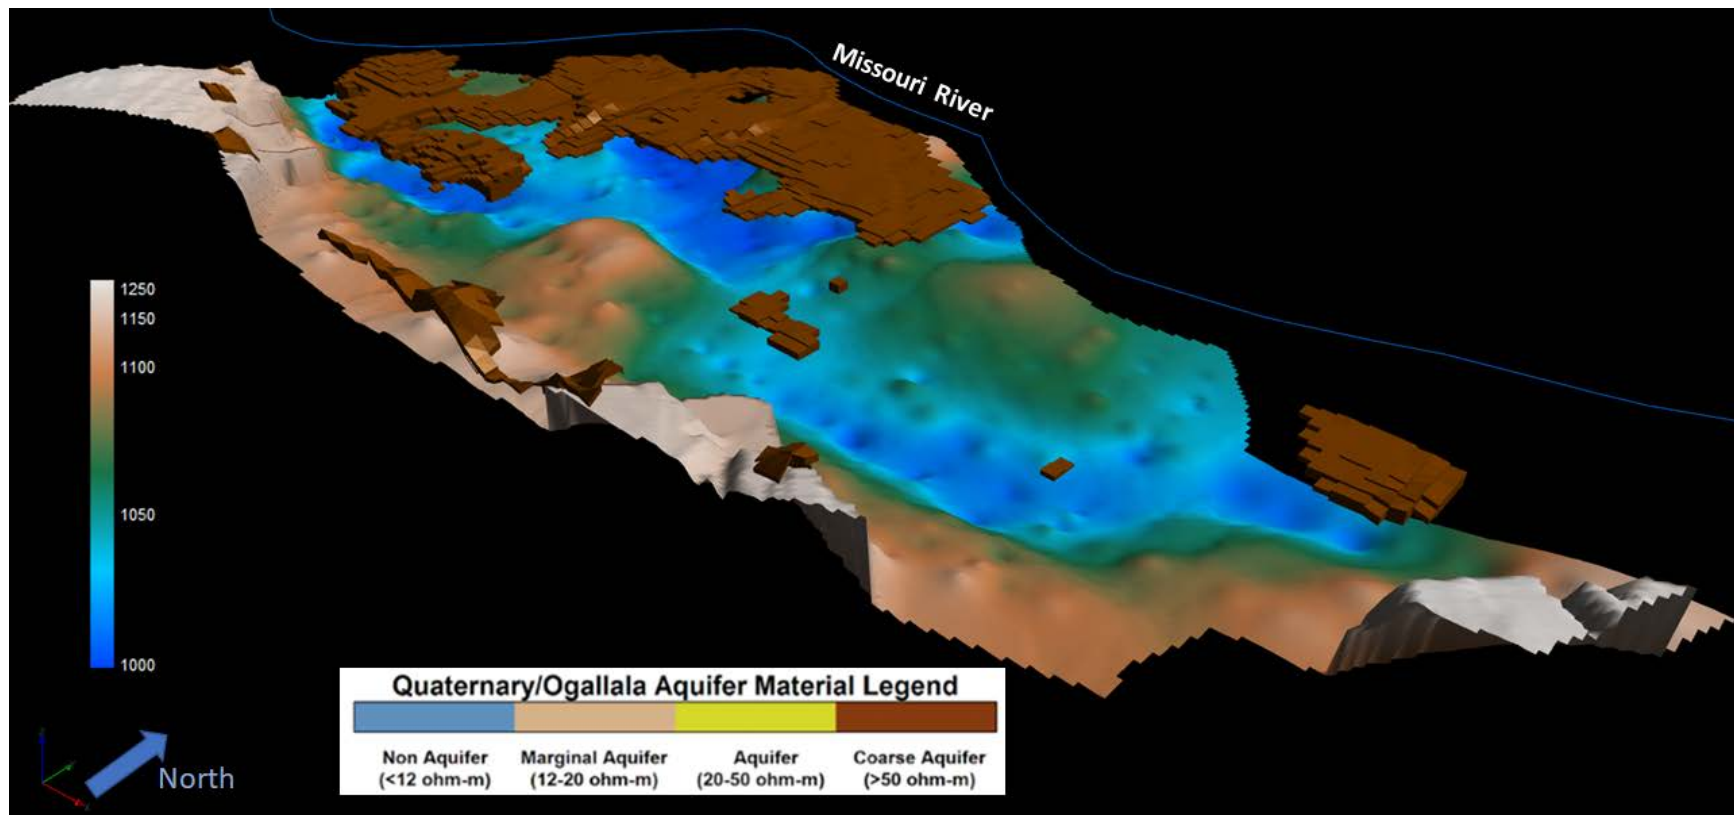 Missouri River
1250
1150
1100
1050
1000
North
Quaternary/Ogallala Aquifer Material Legend
Non Aquifer
(<12 ohm-m)
Marginal Aquifer
(12-20 ohm-m)
Aquifer
(20-50 ohm-m)
Coarse Aquifer
(>50 ohm-m)